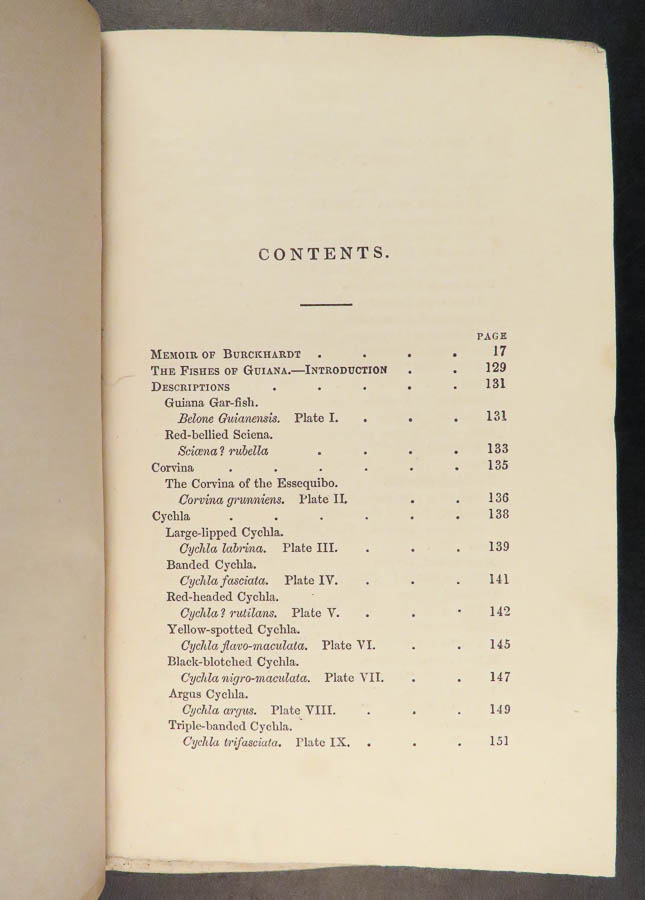 CONTENTS.
PAGE
Memoir of Burckhardt . . . . 17
The Fishes of Guiana.—Introduction . . 129
Descriptions . . . . . 131
Guiana Gar-fish.
Belone Guianensis. Plate I. . . . 131
Red-bellied Sciena.
Sciæna? rubella . . . . 133
Corvina . . . . . . 135
The Corvina of the Essequibo.
Corvina grunniens. Plate II. . . 136
Cychla . . . . . . 138
Large-lipped Cychla.
Cychla labrina. Plate III. . . . 139
Banded Cychla.
Cychla fasciata. Plate IV. . . . 141
Red-headed Cychla.
Cychla? rutilans. Plate V. . . . 142
Yellow-spotted Cychla.
Cychla flavo-maculata. Plate VI. . . 145
Black-blotched Cychla.
Cychla nigro-maculata. Plate VII. . . 147
Argus Cychla.
Cychla argus. Plate VIII. . . . 149
Triple-banded Cychla.
Cychla trifasciata. Plate IX. . . . 151